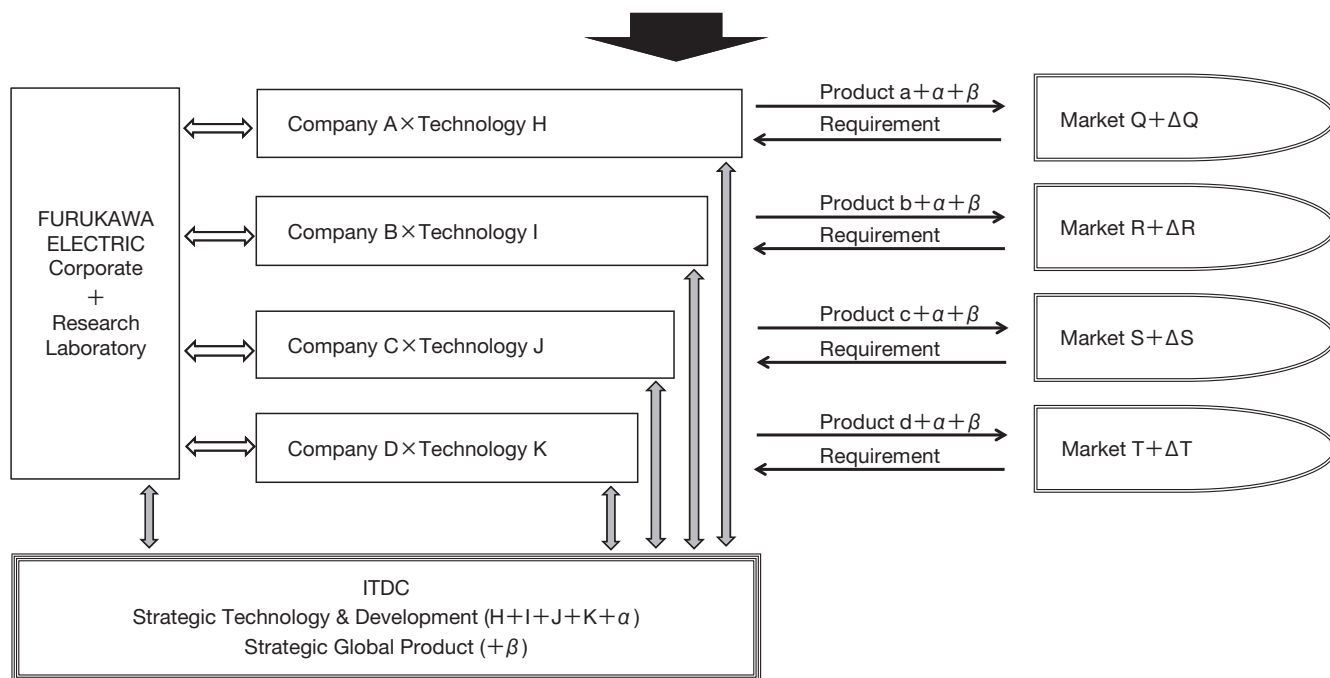 FURUKAWA
ELECTRIC
Corporate
+
Research
Laboratory
Company A×Technology H
Product a+α+β
Requirement
Market Q+ΔQ
Company B×Technology I
Product b+α+β
Requirement
Market R+ΔR
Company C×Technology J
Product c+α+β
Requirement
Market S+ΔS
Company D×Technology K
Product d+α+β
Requirement
Market T+ΔT
ITDC
Strategic Technology & Development (H+I+J+K+α)
Strategic Global Product (+β)